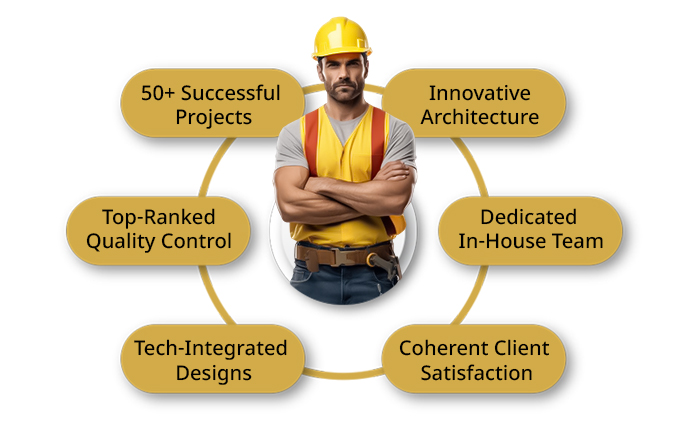 50+ Successful
Projects
Innovative
Architecture
Top-Ranked
Quality Control
Dedicated
In-House Team
Tech-Integrated
Designs
Coherent Client
Satisfaction